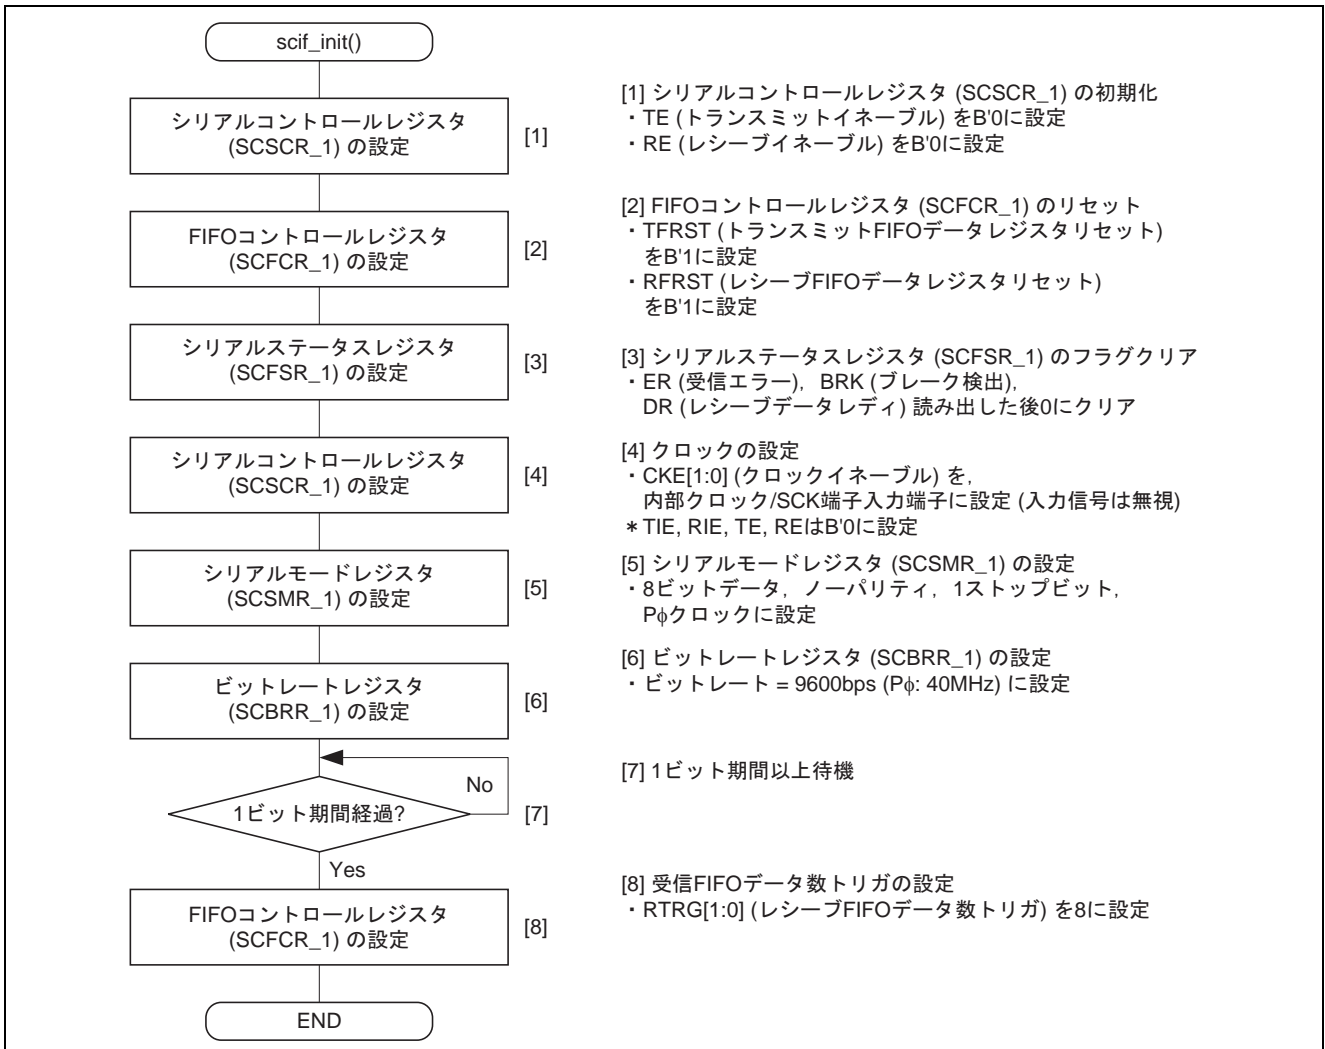 scif_init()
シリアルコントロールレジスタ
(SCSCR_1) の設定
[1]
[1] シリアルコントロールレジスタ (SCSCR_1) の初期化
・TE (トランスミットイネーブル) をB'0に設定
・RE (レシーブイネーブル) をB'0に設定
FIFOコントロールレジスタ
(SCFCR_1) の設定
[2]
[2] FIFOコントロールレジスタ (SCFCR_1) のリセット
・TFRST (トランスミットFIFOデータレジスタリセット)
をB'1に設定
・RFRST (レシーブFIFOデータレジスタリセット)
をB'1に設定
シリアルステータスレジスタ
(SCFSR_1) の設定
[3]
[3] シリアルステータスレジスタ (SCFSR_1) のフラグクリア
・ER (受信エラー), BRK (ブレーク検出),
DR (レシーブデータレディ) 読み出した後0にクリア
シリアルコントロールレジスタ
(SCSCR_1) の設定
[4]
[4] クロックの設定
・CKE[1:0] (クロックイネーブル) を,
内部クロック/SCK端子入力端子に設定 (入力信号は無視)
＊TIE, RIE, TE, REはB'0に設定
シリアルモードレジスタ
(SCSMR_1) の設定
[5]
[5] シリアルモードレジスタ (SCSMR_1) の設定
・8ビットデータ, ノーパリティ, 1ストップビット,
Pφクロックに設定
ビットレートレジスタ
(SCBRR_1) の設定
[6]
[6] ビットレートレジスタ (SCBRR_1) の設定
・ビットレート = 9600bps (Pφ: 40MHz) に設定
1ビット期間経過?
No
[7]
[7] 1ビット期間以上待機
Yes
FIFOコントロールレジスタ
(SCFCR_1) の設定
[8]
[8] 受信FIFOデータ数トリガの設定
・RTRG[1:0] (レシーブFIFOデータ数トリガ) を8に設定
END